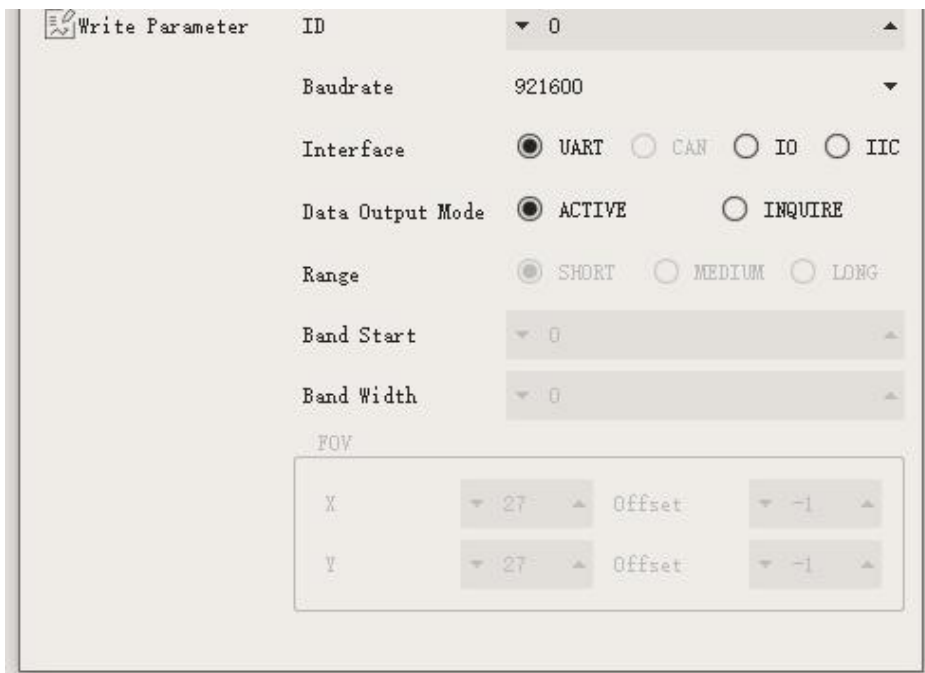 Write Parameter ID 0
Baudrate 921600
Interface UART CAN IO IIC
Data Output Mode ACTIVE INQUIRE
Range SHORT MEDIUM LONG
Band Start 0
Band Width 0
FOV
X 27 Offset -1
Y 27 Offset -1